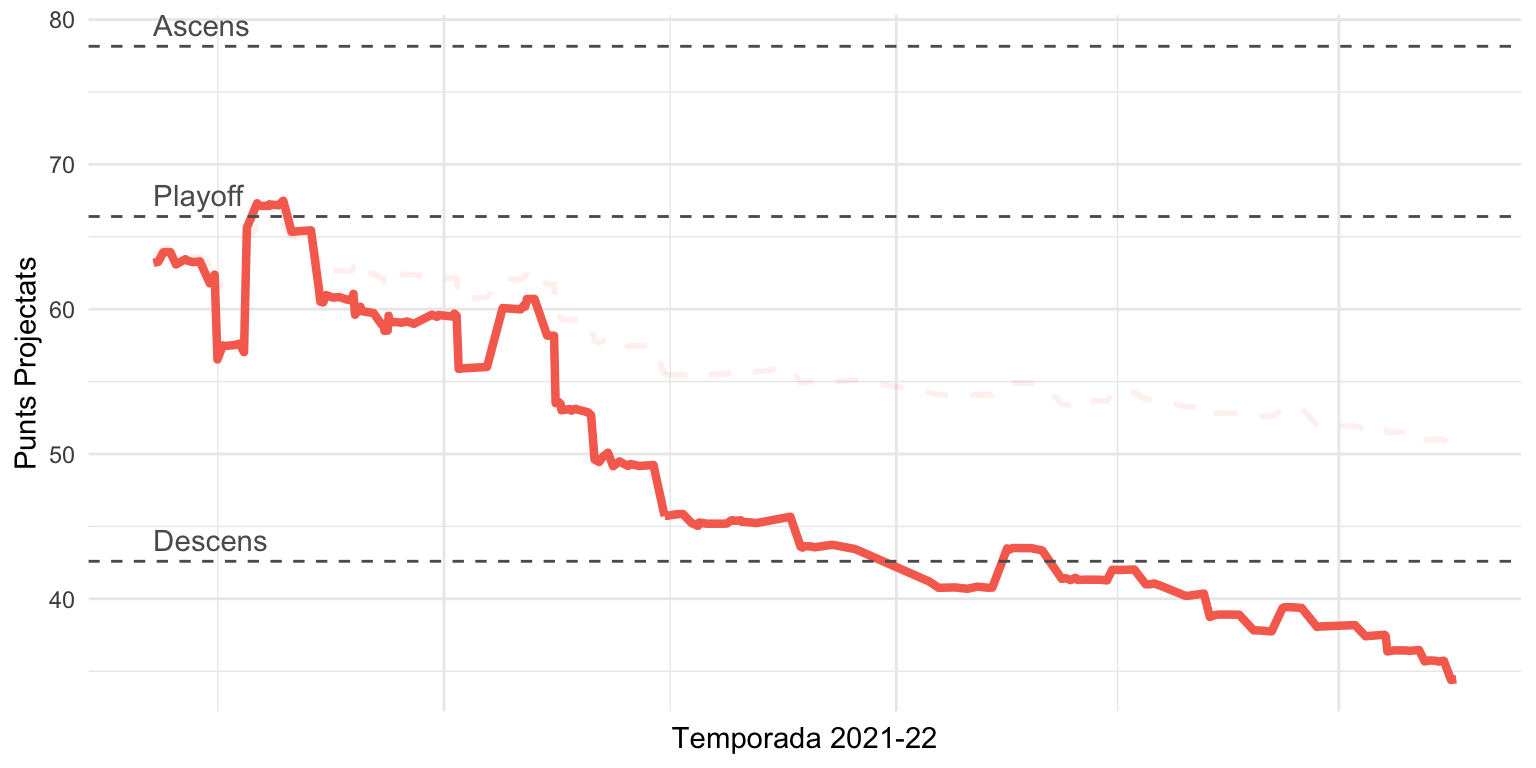 80
Ascens
70
Playoff
60
Punts Projectats
50
Descens
40
Temporada 2021-22